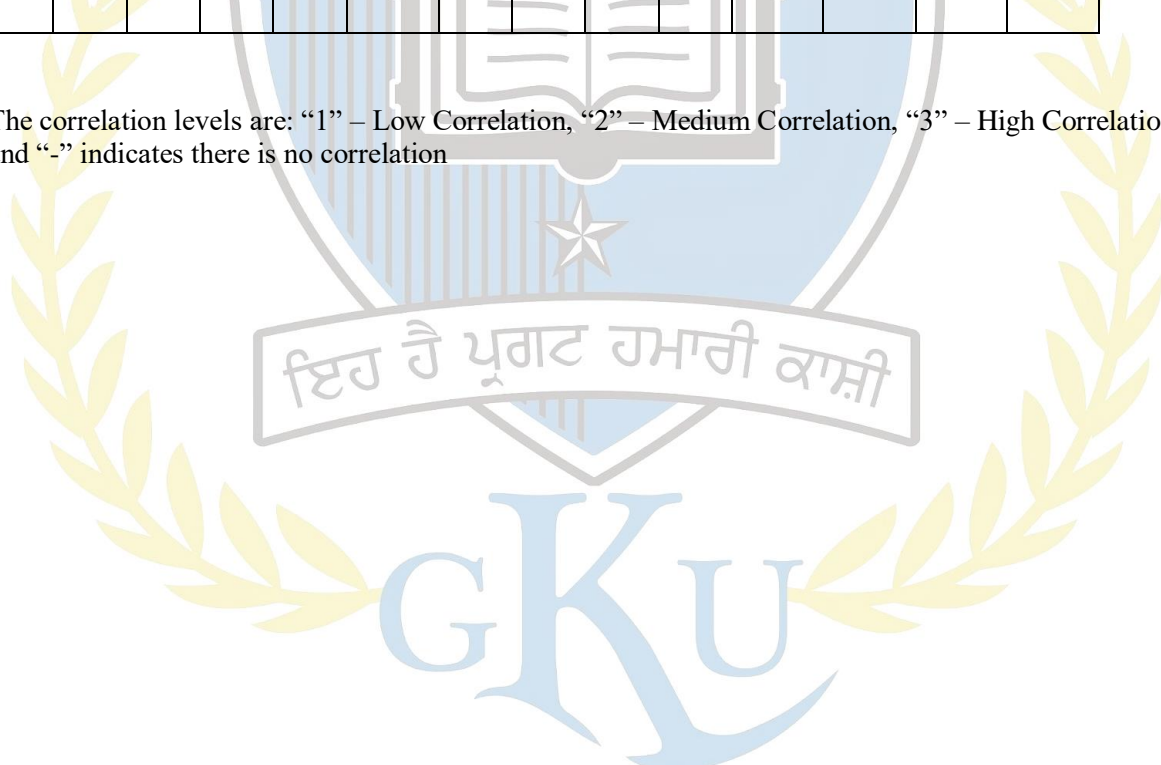 The correlation levels are: “1” – Low Correlation, “2” – Medium Correlation, “3” – High Correlatio
nd “-” indicates there is no correlation
ਇਹ ਹੈ ਪ੍ਰਗਟ ਹਮਾਰੀ ਕਾਸ਼ੀ
GKU